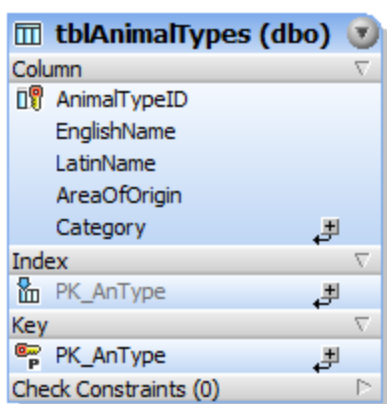 tblAnimalTypes (dbo)
Column
AnimalTypeID
EnglishName
LatinName
AreaOfOrigin
Category
Index
PK_AnType
Key
P PK_AnType
Check Constraints (0)